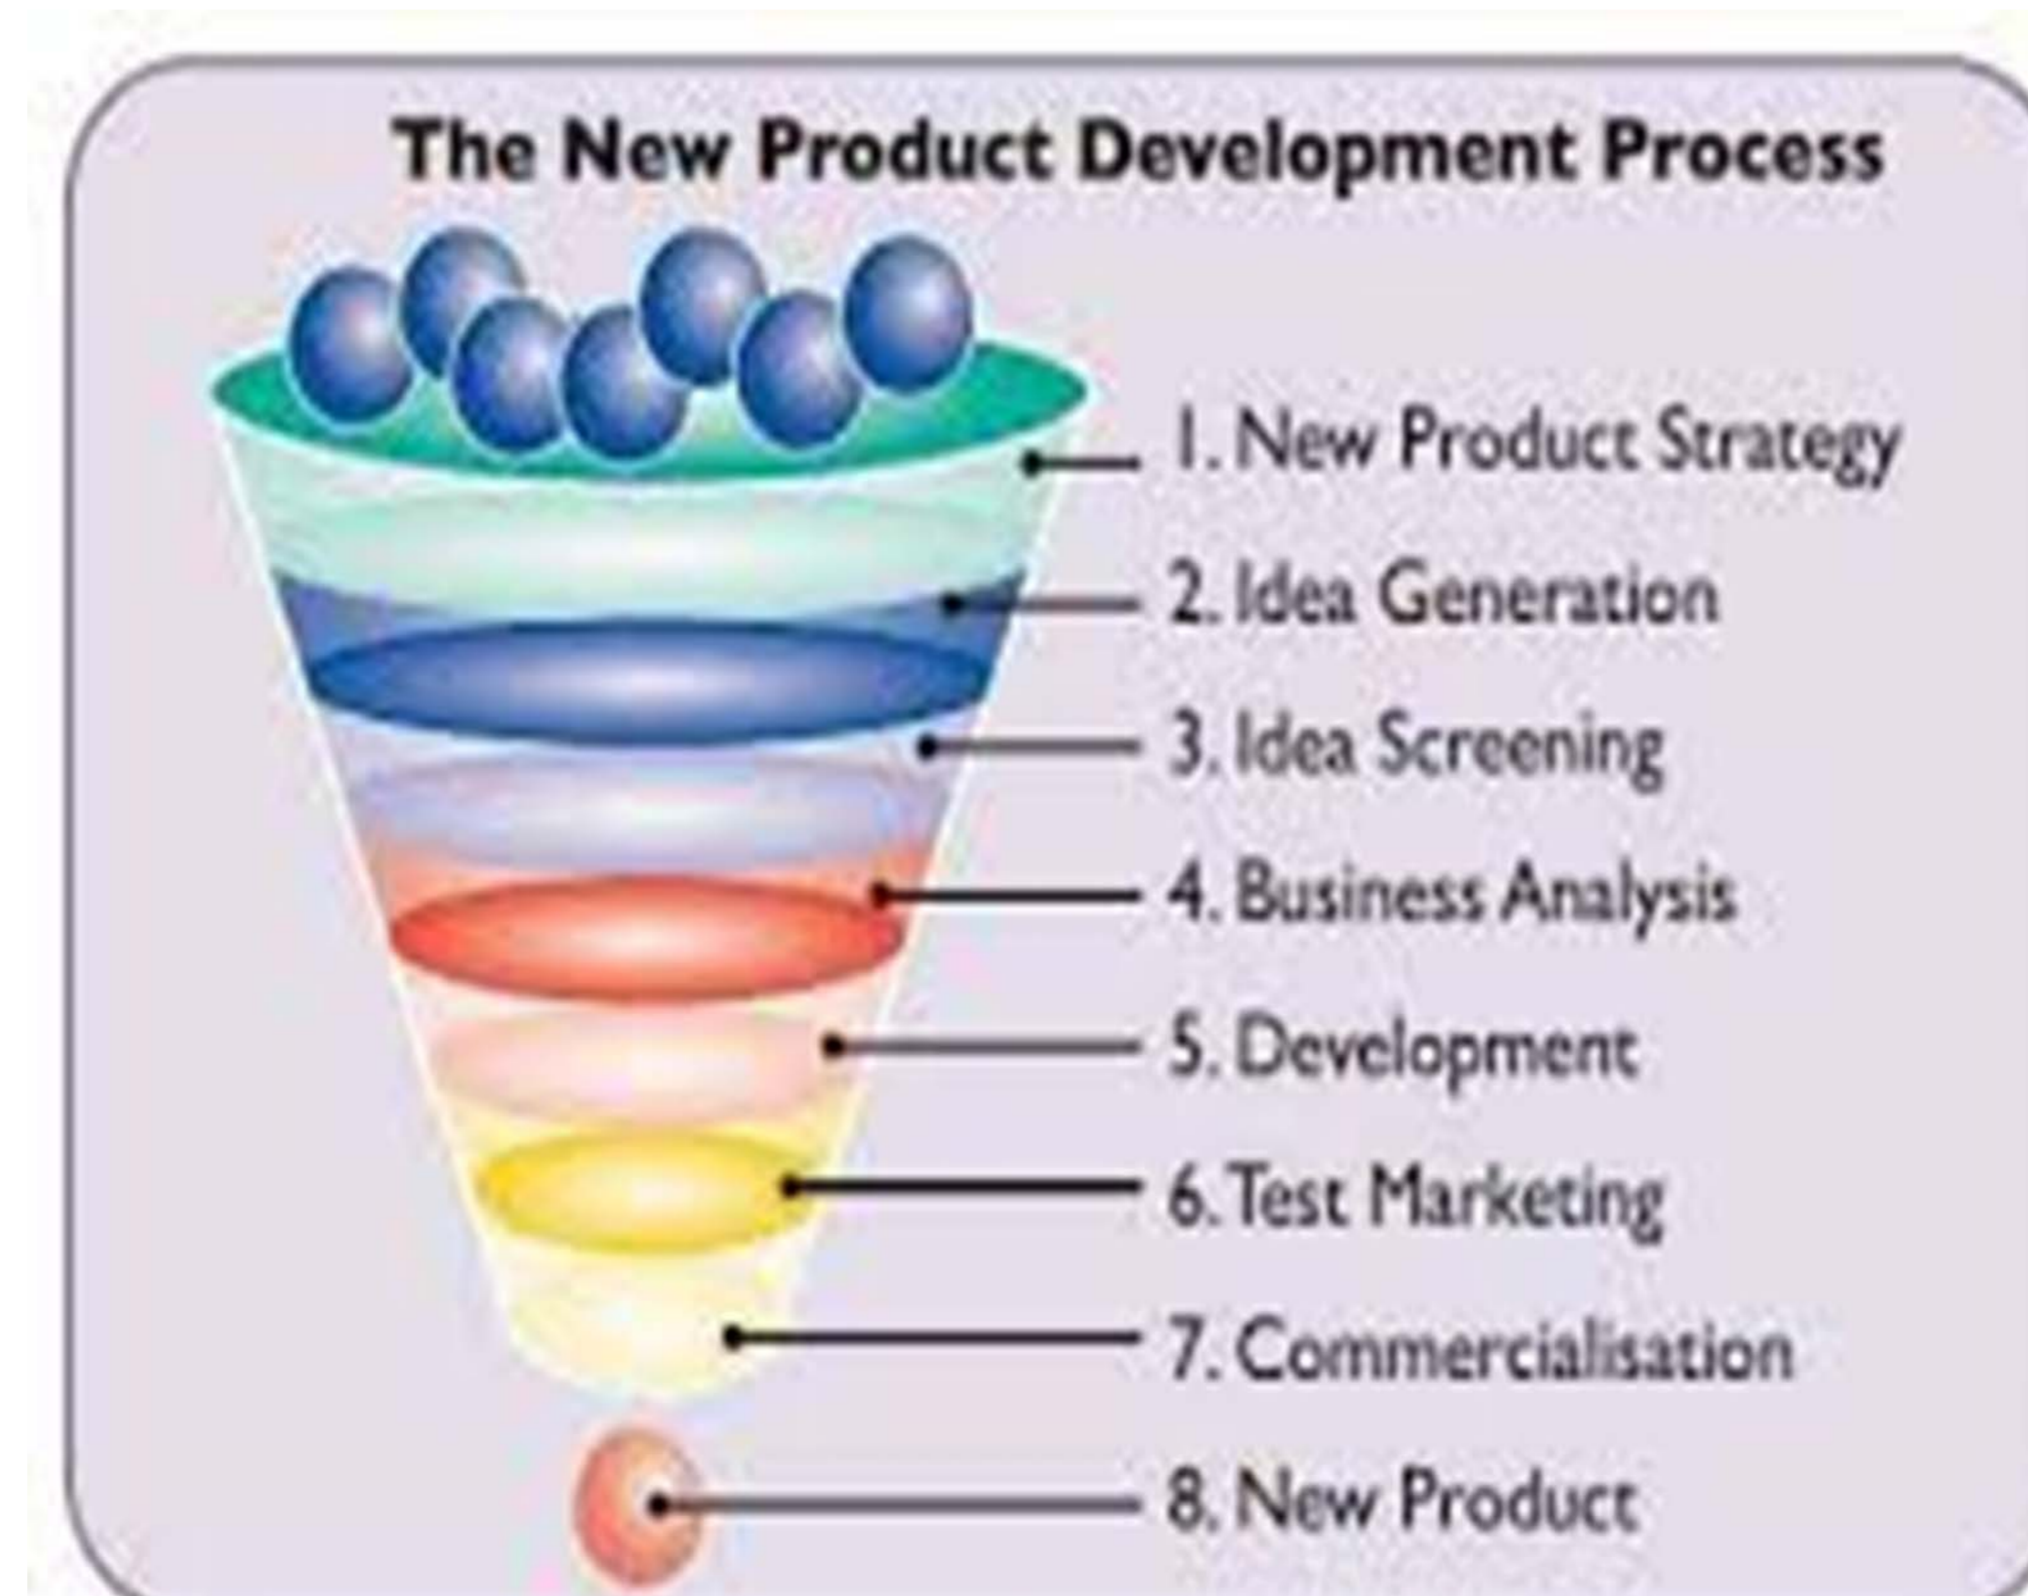 The New Product Development Process
1. New Product Strategy
2. Idea Generation
3. Idea Screening
4. Business Analysis
5. Development
6. Test Marketing
7. Commercialisation
8. New Product